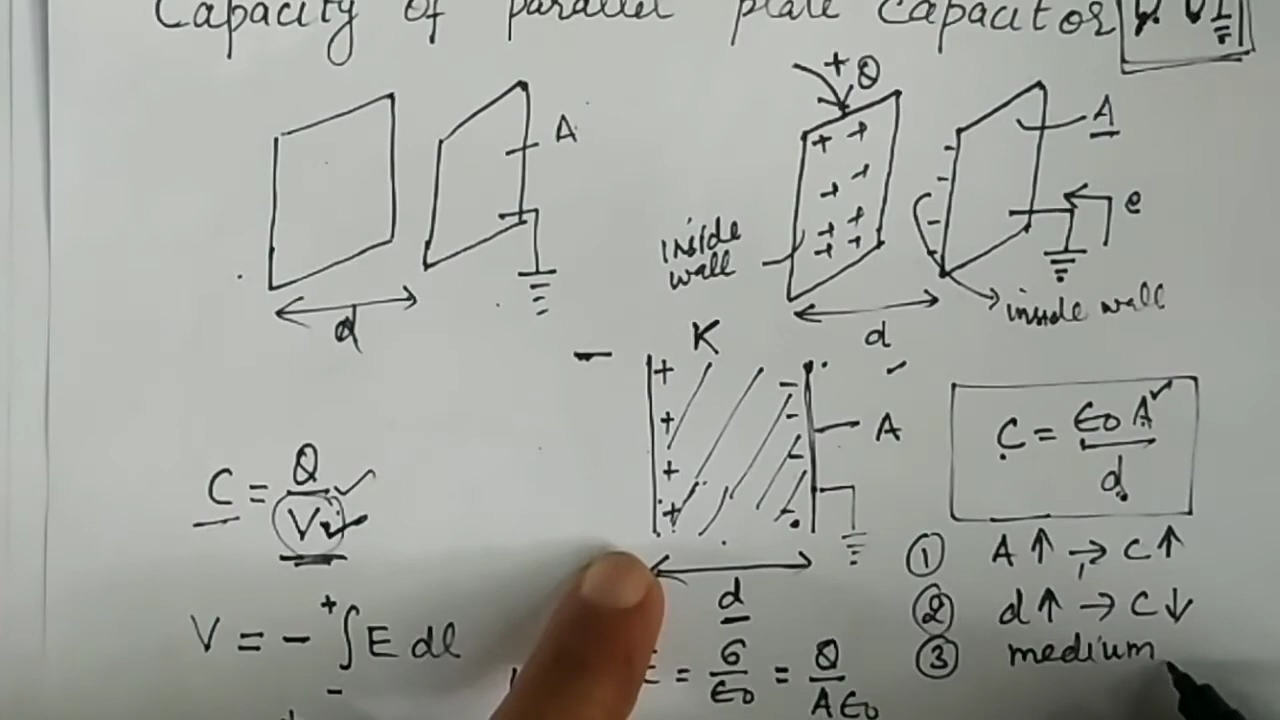 Capacity of parallel plate Capacitor
+Q
A
A
e
inside wall
inside wall
d
d
K
+ -
+ -
+ -
+ -
A
C = Q/V
C = ε0 A/d
d
① A ↑ → C ↑
② d ↑ → C ↓
③ medium
V = - ∫ E dl
E = σ/ε0 = Q/Aε0